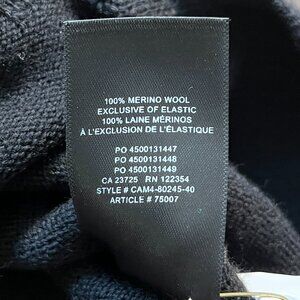 100% MERINO WOOL
EXCLUSIVE OF ELASTIC
100% LAINE MÉRINOS
À L'EXCLUSION DE L'ÉLASTIQUE
PO 4500131447
PO 4500131448
PO 4500131449
CA 23725 RN 122354
STYLE # CAM4-80245-40
ARTICLE # 75007